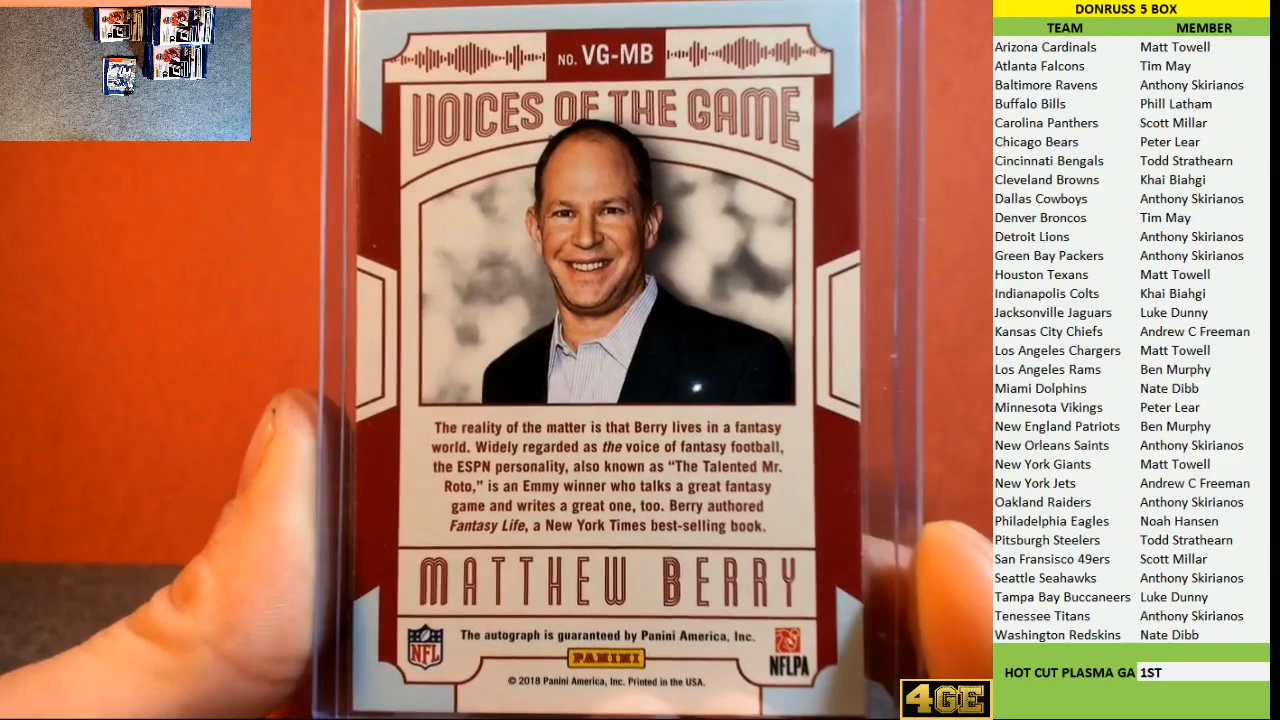 NO. VG-MB
VOICES OF THE GAME
The reality of the matter is that Berry lives in a fantasy
world. Widely regarded as the voice of fantasy football,
the ESPN personality, also known as “The Talented Mr.
Roto,” is an Emmy winner who talks a great fantasy
game and writes a great one, too. Berry authored
Fantasy Life, a New York Times best-selling book.
MATTHEW BERRY
The autograph is guaranteed by Panini America, Inc.
NFL
PANINI
NFLPA
© 2018 Panini America, Inc. Printed in the USA.
4GE
DONRUSS 5 BOX
TEAM MEMBER
Arizona Cardinals Matt Towell
Atlanta Falcons Tim May
Baltimore Ravens Anthony Skirianos
Buffalo Bills Phill Latham
Carolina Panthers Scott Millar
Chicago Bears Peter Lear
Cincinnati Bengals Todd Strathearn
Cleveland Browns Khai Biahgi
Dallas Cowboys Anthony Skirianos
Denver Broncos Tim May
Detroit Lions Anthony Skirianos
Green Bay Packers Anthony Skirianos
Houston Texans Matt Towell
Indianapolis Colts Khai Biahgi
Jacksonville Jaguars Luke Dunny
Kansas City Chiefs Andrew C Freeman
Los Angeles Chargers Matt Towell
Los Angeles Rams Ben Murphy
Miami Dolphins Nate Dibb
Minnesota Vikings Peter Lear
New England Patriots Ben Murphy
New Orleans Saints Anthony Skirianos
New York Giants Matt Towell
New York Jets Andrew C Freeman
Oakland Raiders Anthony Skirianos
Philadelphia Eagles Noah Hansen
Pitsburgh Steelers Todd Strathearn
San Francisco 49ers Scott Millar
Seattle Seahawks Anthony Skirianos
Tampa Bay Buccaneers Luke Dunny
Tenessee Titans Anthony Skirianos
Washington Redskins Nate Dibb
HOT CUT PLASMA GA 1ST